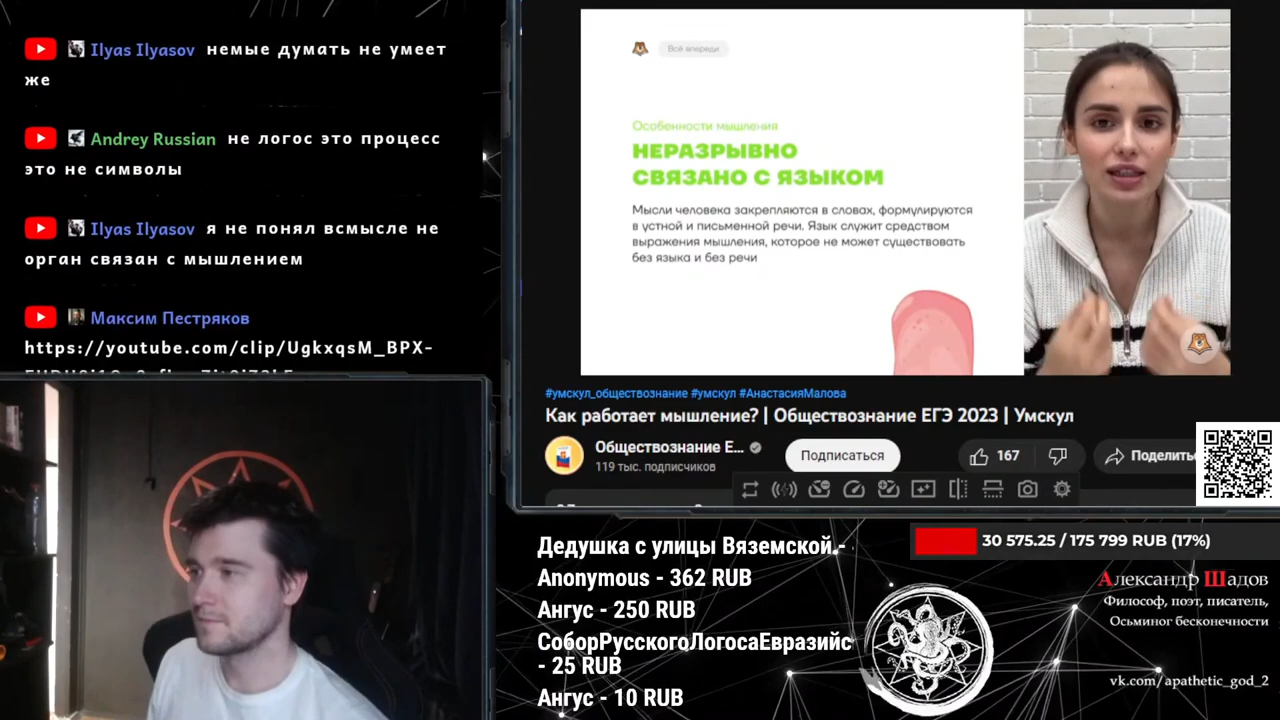 Ilyas Ilyasov немые думать не умеет
же
Andrey Russian не логос это процесс
это не символы
Ilyas Ilyasov я не понял всмысле не
орган связан с мышлением
Максим Пестряков
https://youtube.com/clip/UgkxqsM_BPX-
Всё впереди
Особенности мышления
НЕРАЗРЫВНО
СВЯЗАНО С ЯЗЫКОМ
Мысли человека закрепляются в словах, формулируются
в устной и письменной речи. Язык служит средством
выражения мышления, которое не может существовать
без языка и без речи
#умскул_обществознание #умскул #АнастасияМалова
Как работает мышление? | Обществознание ЕГЭ 2023 | Умскул
Обществознание Е...
119 тыс. подписчиков
Подписаться
167
Поделить
Дедушка с улицы Вяземской -
Anonymous - 362 RUB
Ангус - 250 RUB
СоборРусскогоЛогосаЕвразийс
- 25 RUB
Ангус - 10 RUB
30 575.25 / 175 799 RUB (17%)
Александр Шадов
Философ, поэт, писатель,
Осьминог бесконечности
vk.com/apathetic_god_2